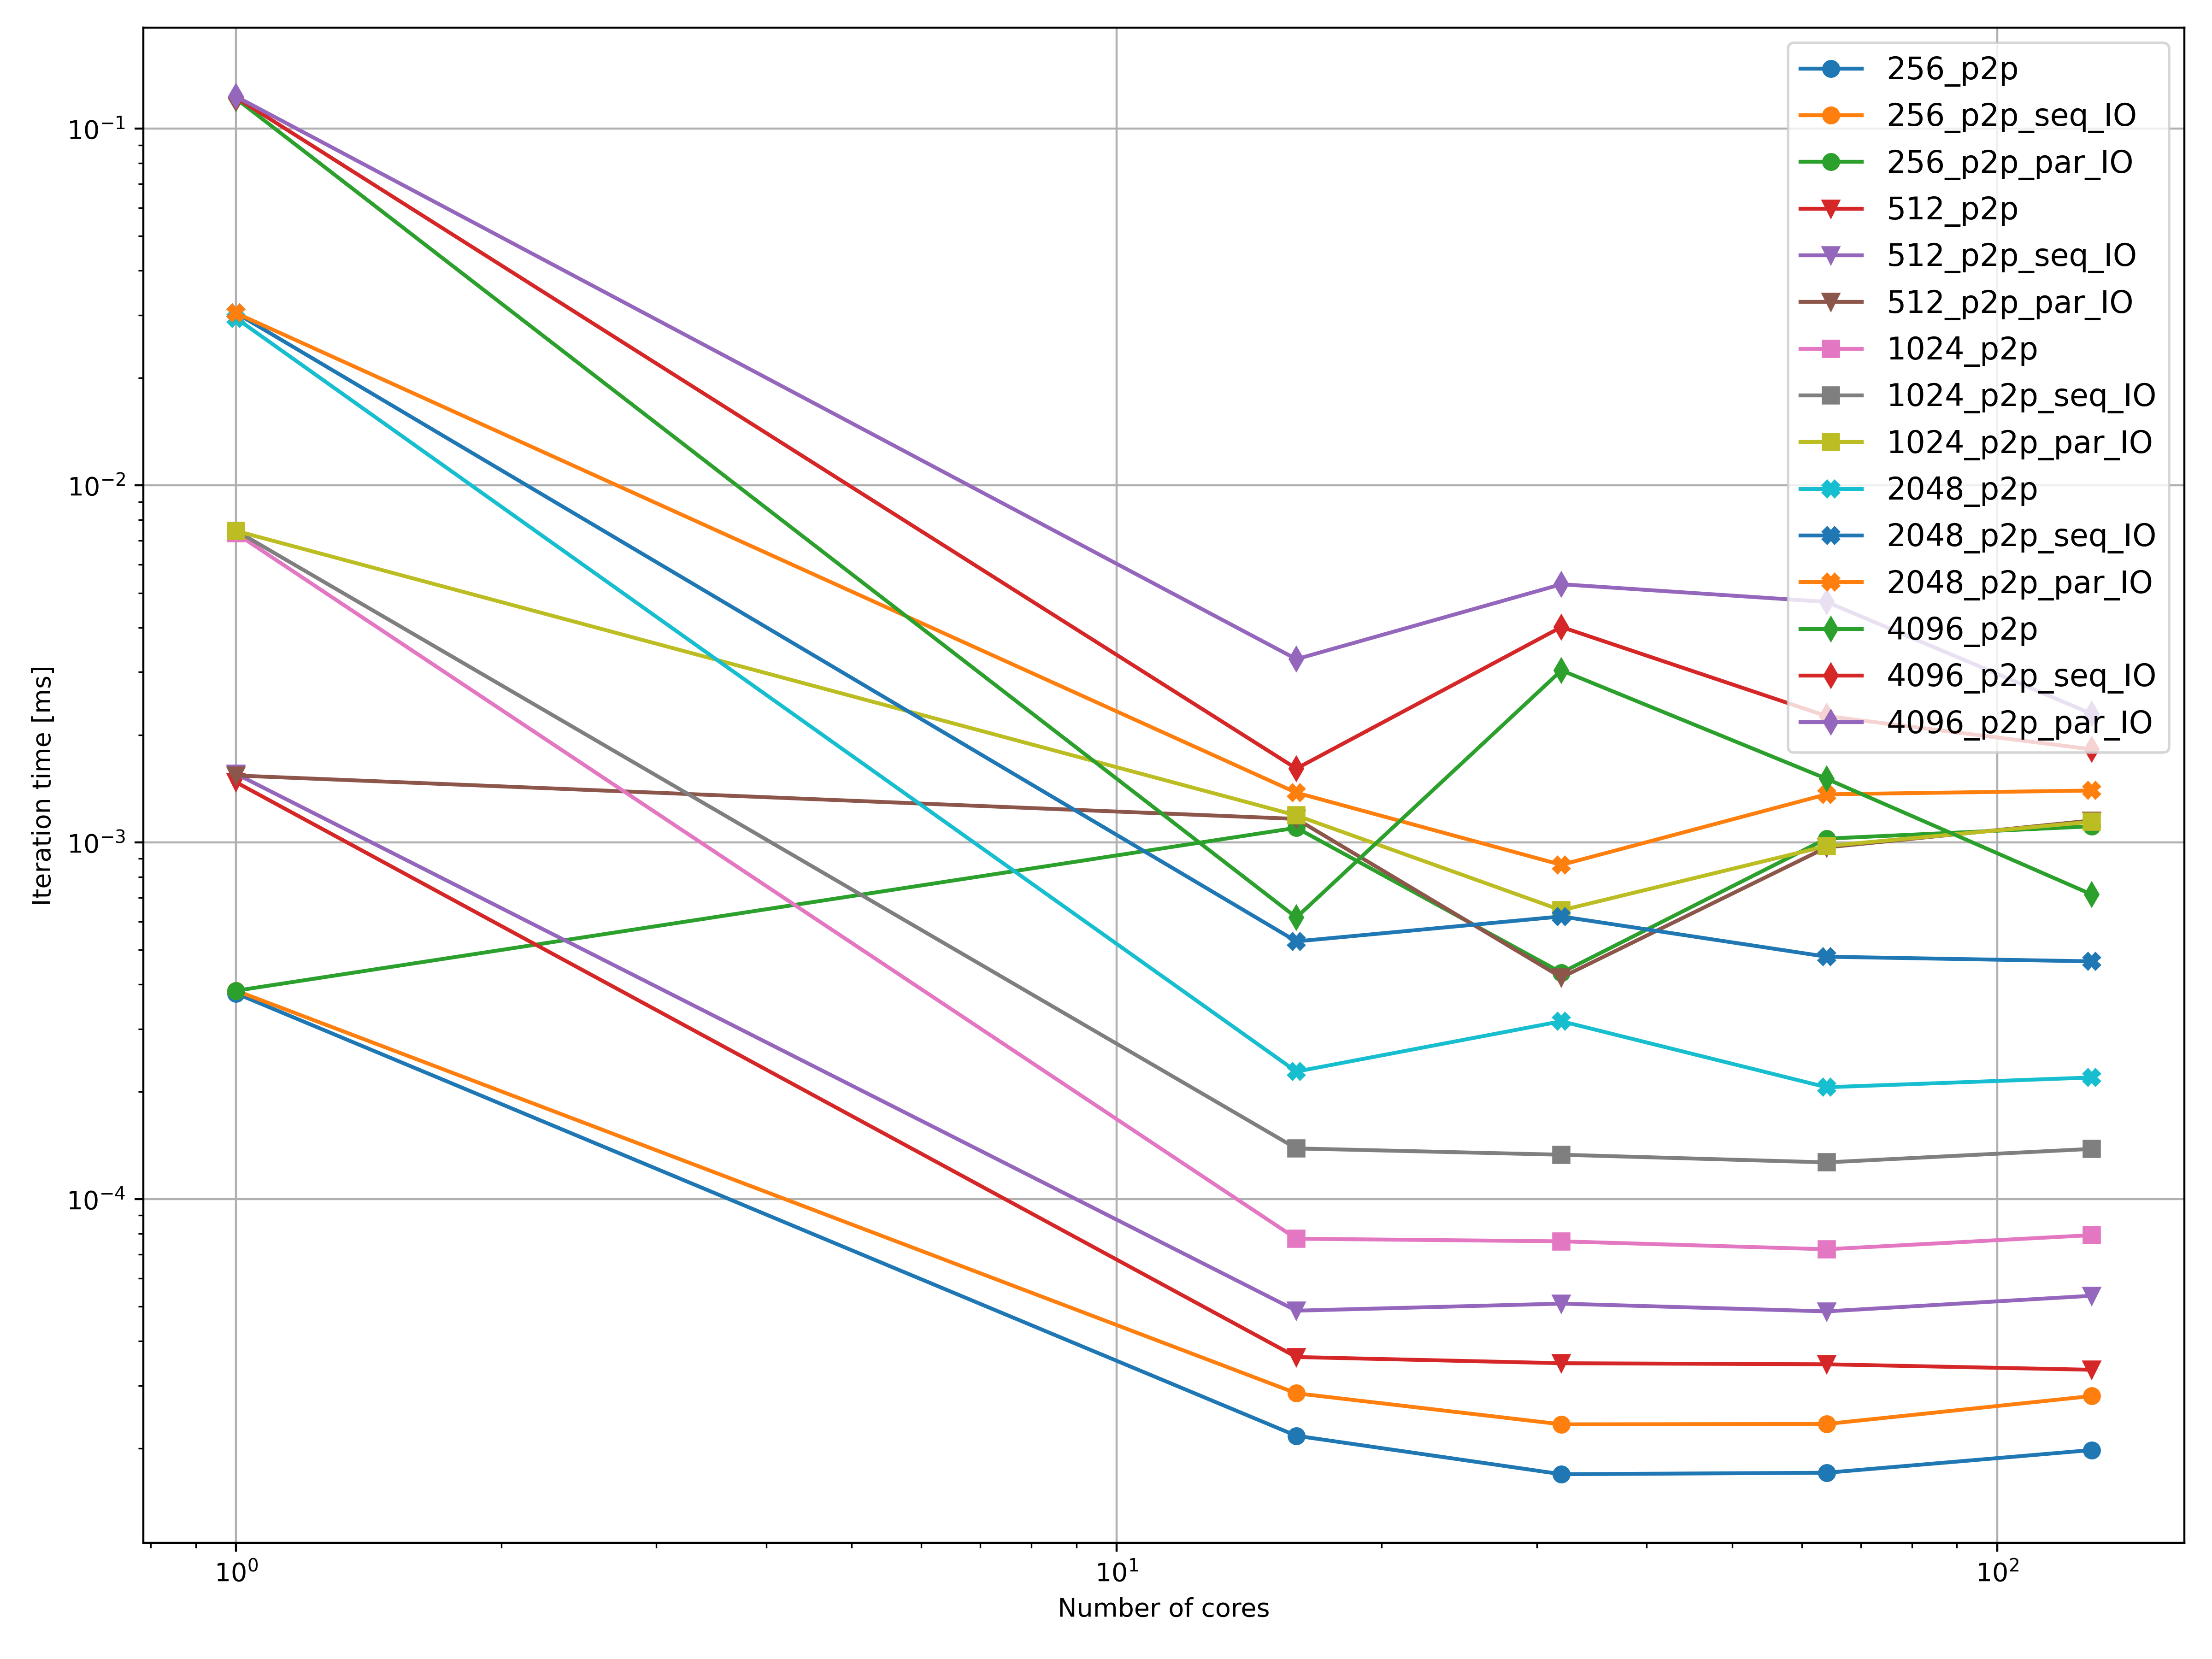 256_p2p
256_p2p_seq_IO
256_p2p_par_IO
512_p2p
512_p2p_seq_IO
512_p2p_par_IO
1024_p2p
1024_p2p_seq_IO
1024_p2p_par_IO
2048_p2p
2048_p2p_seq_IO
2048_p2p_par_IO
4096_p2p
4096_p2p_seq_IO
4096_p2p_par_IO
10⁻¹
10⁻²
10⁻³
10⁻⁴
Iteration time [ms]
10⁰ 10¹ 10²
Number of cores